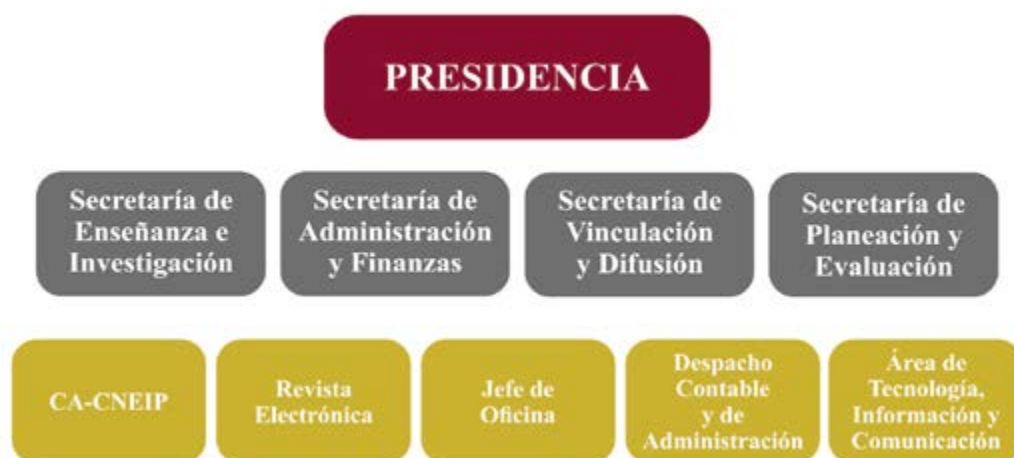 PRESIDENCIA
Secretaría de
Enseñanza e
Investigación
Secretaría de
Administración
y Finanzas
Secretaría de
Vinculación
y Difusión
Secretaría de
Planeación y
Evaluación
CA-CNEIP
Revista
Electrónica
Jefe de
Oficina
Despacho
Contable
y de
Administración
Área de
Tecnología,
Información y
Comunicación